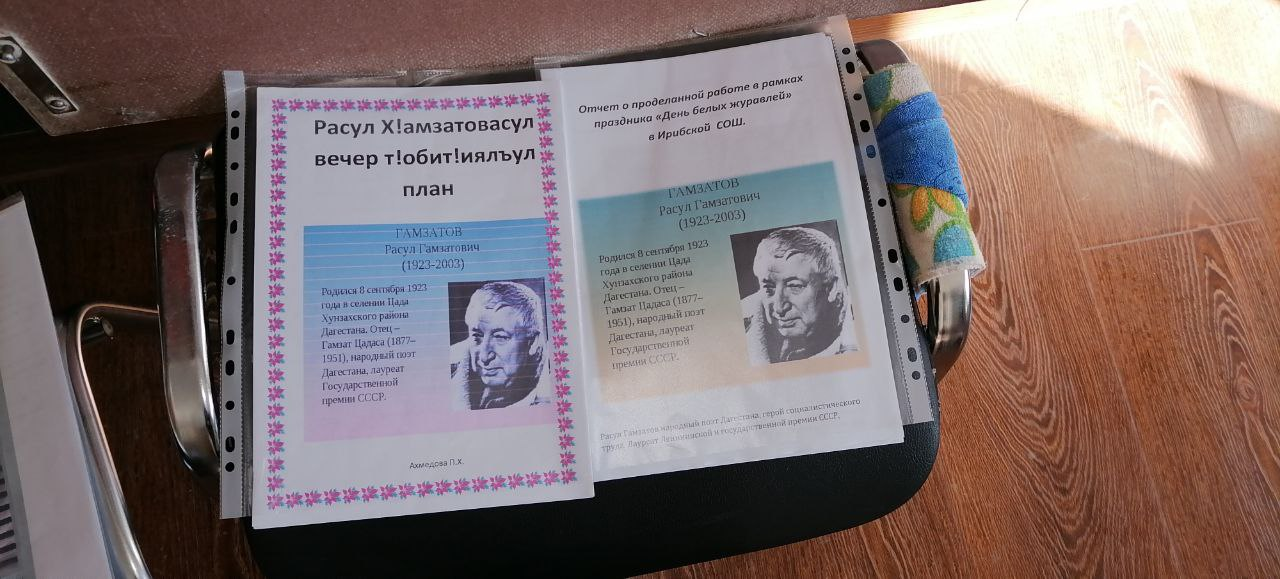 Расул Х!амзатовасул
вечер т!обит!иялъул
план
ГАМЗАТОВ
Расул Гамзатович
(1923-2003)
Родился 8 сентября 1923
года в селении Цада
Хунзахского района
Дагестана. Отец –
Гамзат Цадаса (1877–
1951), народный поэт
Дагестана, лауреат
Государственной
премии СССР.
Ахмедова П.Х.
Отчет о проделанной работе в рамках
праздника «День белых журавлей»
в Ирибской СОШ.
ГАМЗАТОВ
Расул Гамзатович
(1923-2003)
Родился 8 сентября 1923
года в селении Цада
Хунзахского района
Дагестана. Отец –
Гамзат Цадаса (1877–
1951), народный поэт
Дагестана, лауреат
Государственной
премии СССР.
Расул Гамзатов народный поэт Дагестана, герой социалистического
труда. Лауреат Ленинской и государственной премии СССР.